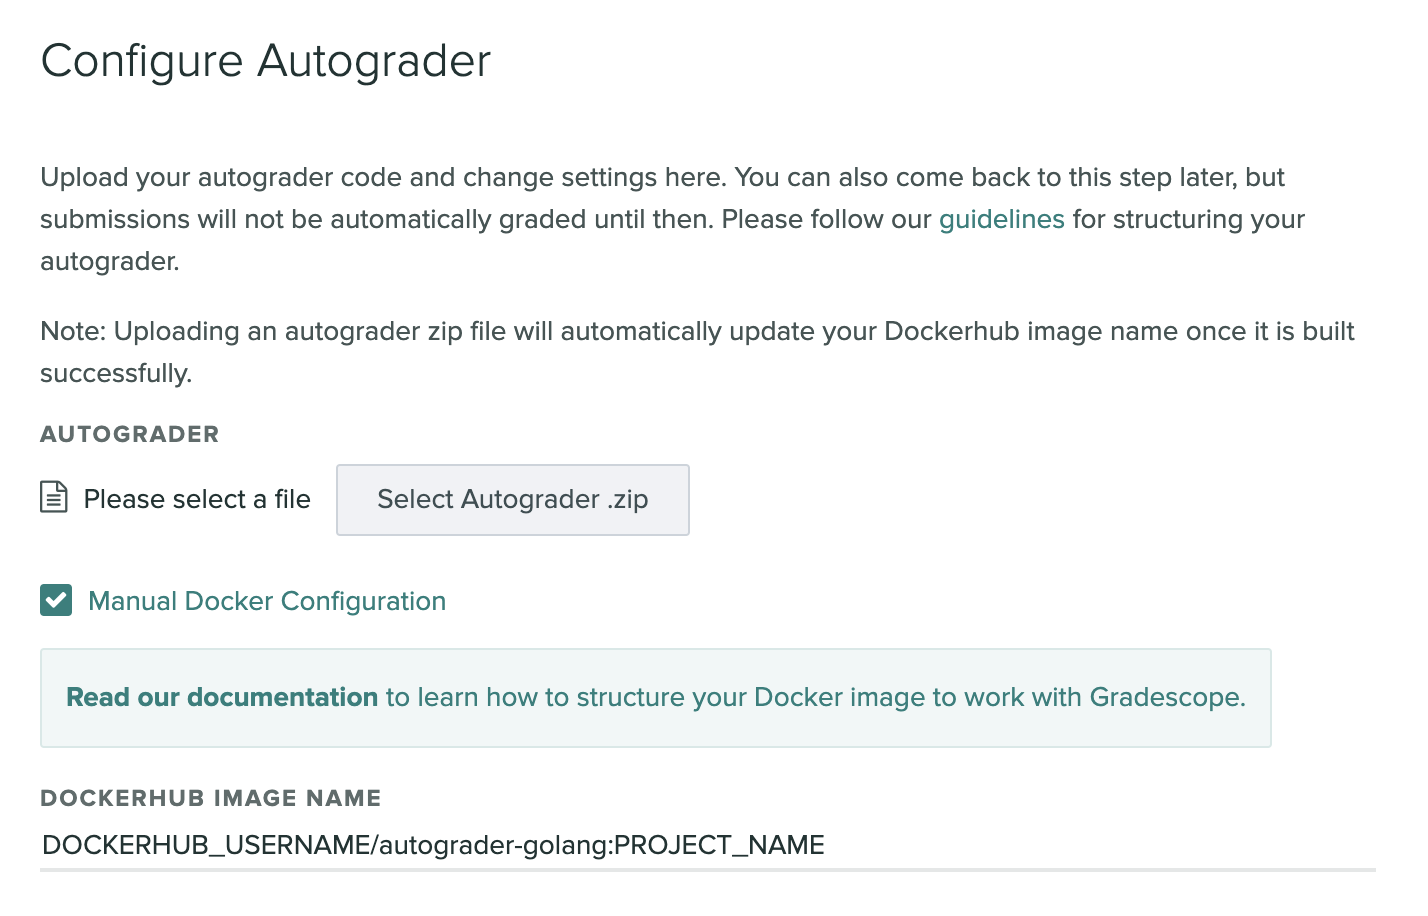 Configure Autograder
Upload your autograder code and change settings here. You can also come back to this step later, but
submissions will not be automatically graded until then. Please follow our guidelines for structuring your
autograder.
Note: Uploading an autograder zip file will automatically update your Dockerhub image name once it is built
successfully.
AUTOGRADER
Please select a file
Select Autograder .zip
Manual Docker Configuration
Read our documentation to learn how to structure your Docker image to work with Gradescope.
DOCKERHUB IMAGE NAME
DOCKERHUB_USERNAME/autograder-golang:PROJECT_NAME